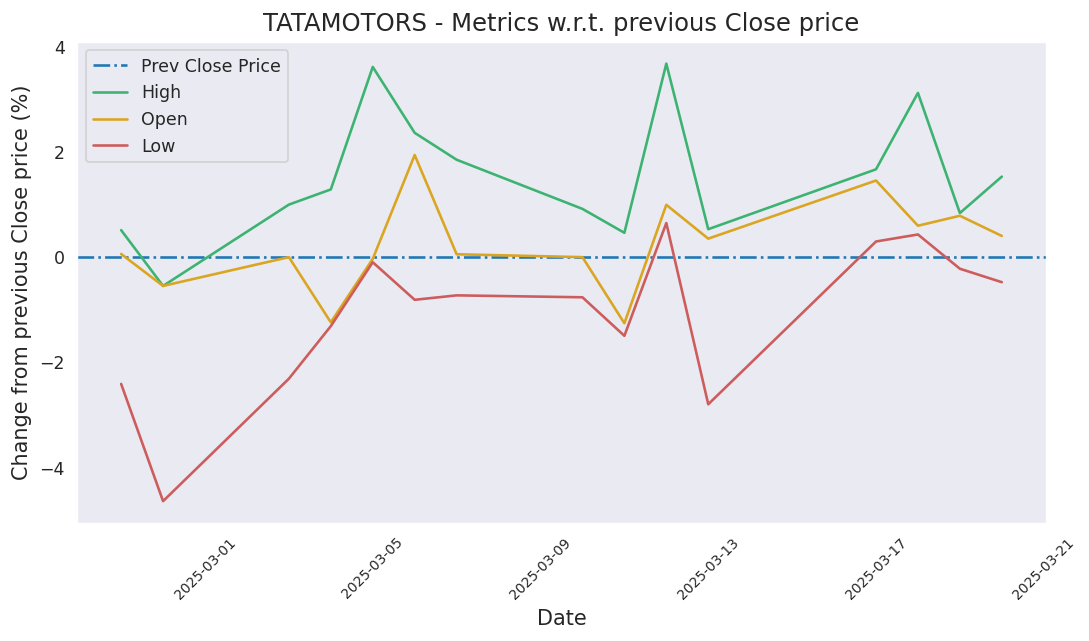 TATAMOTORS - Metrics w.r.t. previous Close price
Prev Close Price
High
Open
Low
Change from previous Close price (%)
4
2
0
−2
−4
2025-03-01
2025-03-05
2025-03-09
2025-03-13
2025-03-17
2025-03-21
Date